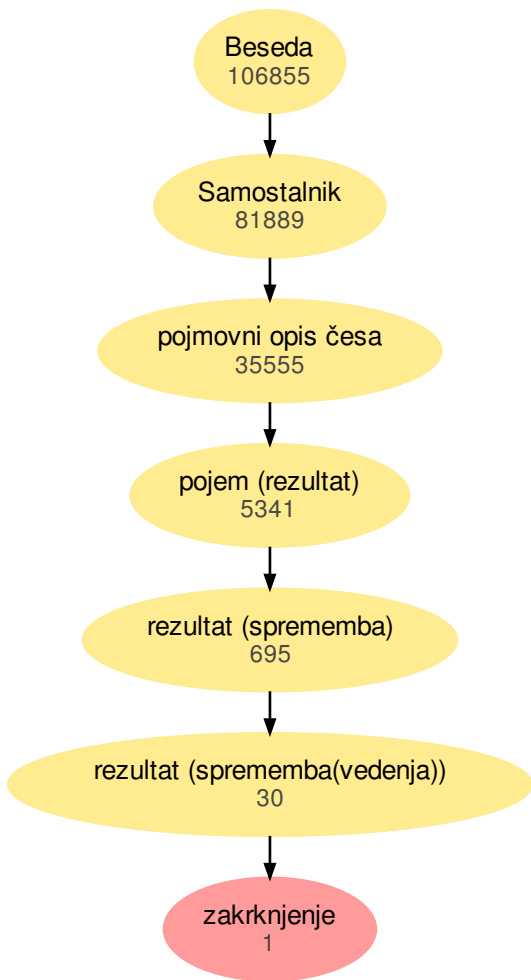 Beseda
106855
Samostalnik
81889
pojmovni opis česa
35555
pojem (rezultat)
5341
rezultat (sprememba)
695
rezultat (sprememba(vedenja))
30
zakrknjenje
1